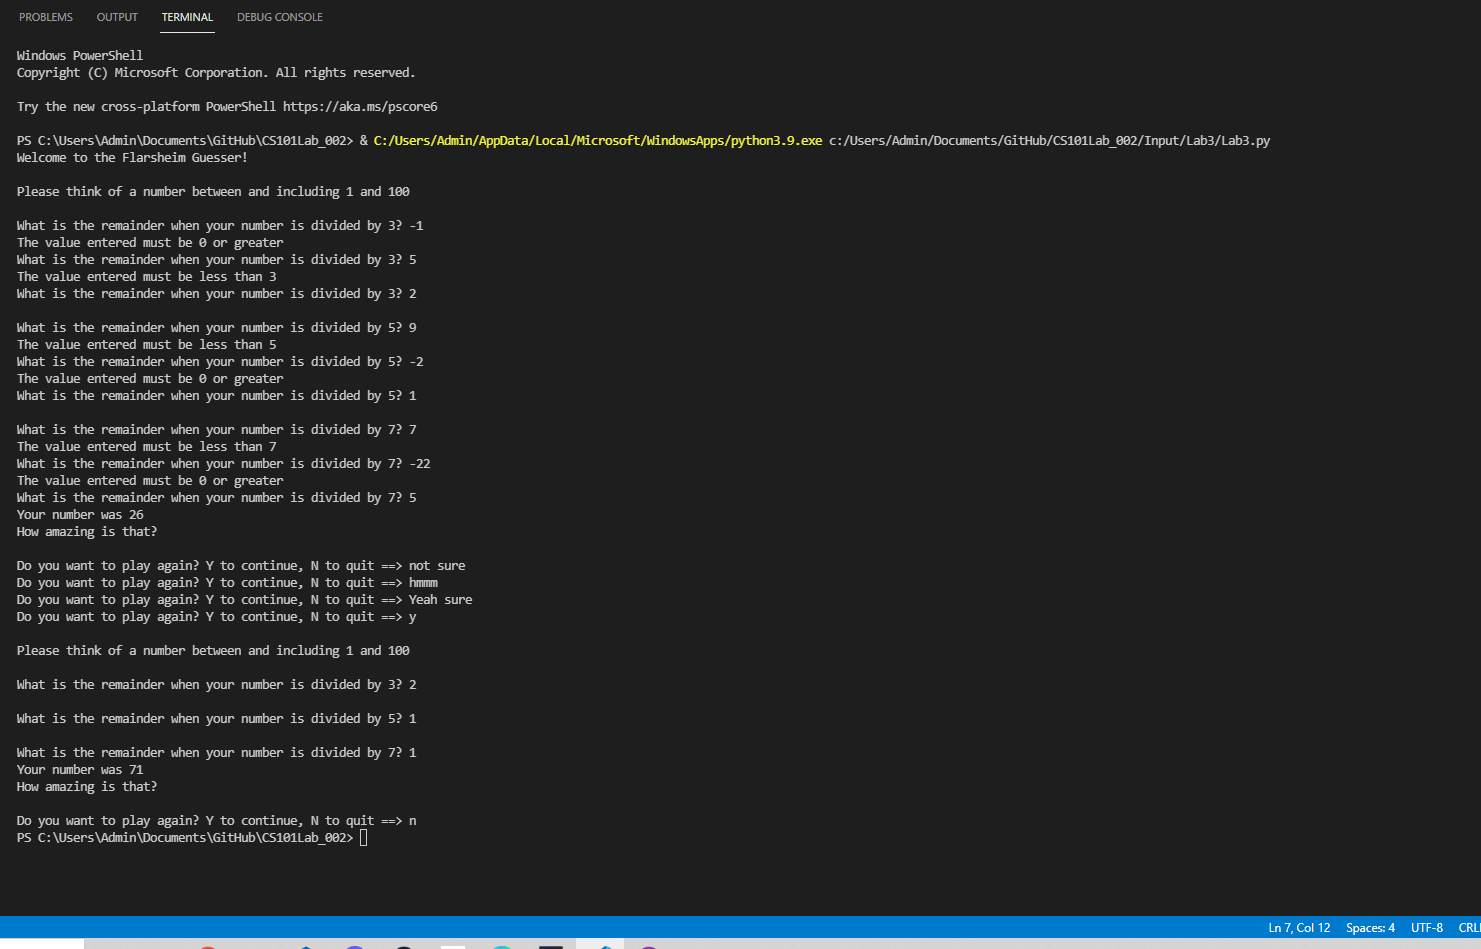 PROBLEMS OUTPUT TERMINAL DEBUG CONSOLE
Windows PowerShell
Copyright (C) Microsoft Corporation. All rights reserved.
Try the new cross-platform PowerShell https://aka.ms/pscore6
PS C:\Users\Admin\Documents\GitHub\CS101Lab_002> & C:/Users/Admin/AppData/Local/Microsoft/WindowsApps/python3.9.exe c:/Users/Admin/Documents/GitHub/CS101Lab_002/Input/Lab3/Lab3.py
Welcome to the Flarsheim Guesser!
Please think of a number between and including 1 and 100
What is the remainder when your number is divided by 3? -1
The value entered must be 0 or greater
What is the remainder when your number is divided by 3? 5
The value entered must be less than 3
What is the remainder when your number is divided by 3? 2
What is the remainder when your number is divided by 5? 9
The value entered must be less than 5
What is the remainder when your number is divided by 5? -2
The value entered must be 0 or greater
What is the remainder when your number is divided by 5? 1
What is the remainder when your number is divided by 7? 7
The value entered must be less than 7
What is the remainder when your number is divided by 7? -22
The value entered must be 0 or greater
What is the remainder when your number is divided by 7? 5
Your number was 26
How amazing is that?
Do you want to play again? Y to continue, N to quit ==> not sure
Do you want to play again? Y to continue, N to quit ==> hmmm
Do you want to play again? Y to continue, N to quit ==> Yeah sure
Do you want to play again? Y to continue, N to quit ==> y
Please think of a number between and including 1 and 100
What is the remainder when your number is divided by 3? 2
What is the remainder when your number is divided by 5? 1
What is the remainder when your number is divided by 7? 1
Your number was 71
How amazing is that?
Do you want to play again? Y to continue, N to quit ==> n
PS C:\Users\Admin\Documents\GitHub\CS101Lab_002>
Ln 7, Col 12 Spaces: 4 UTF-8